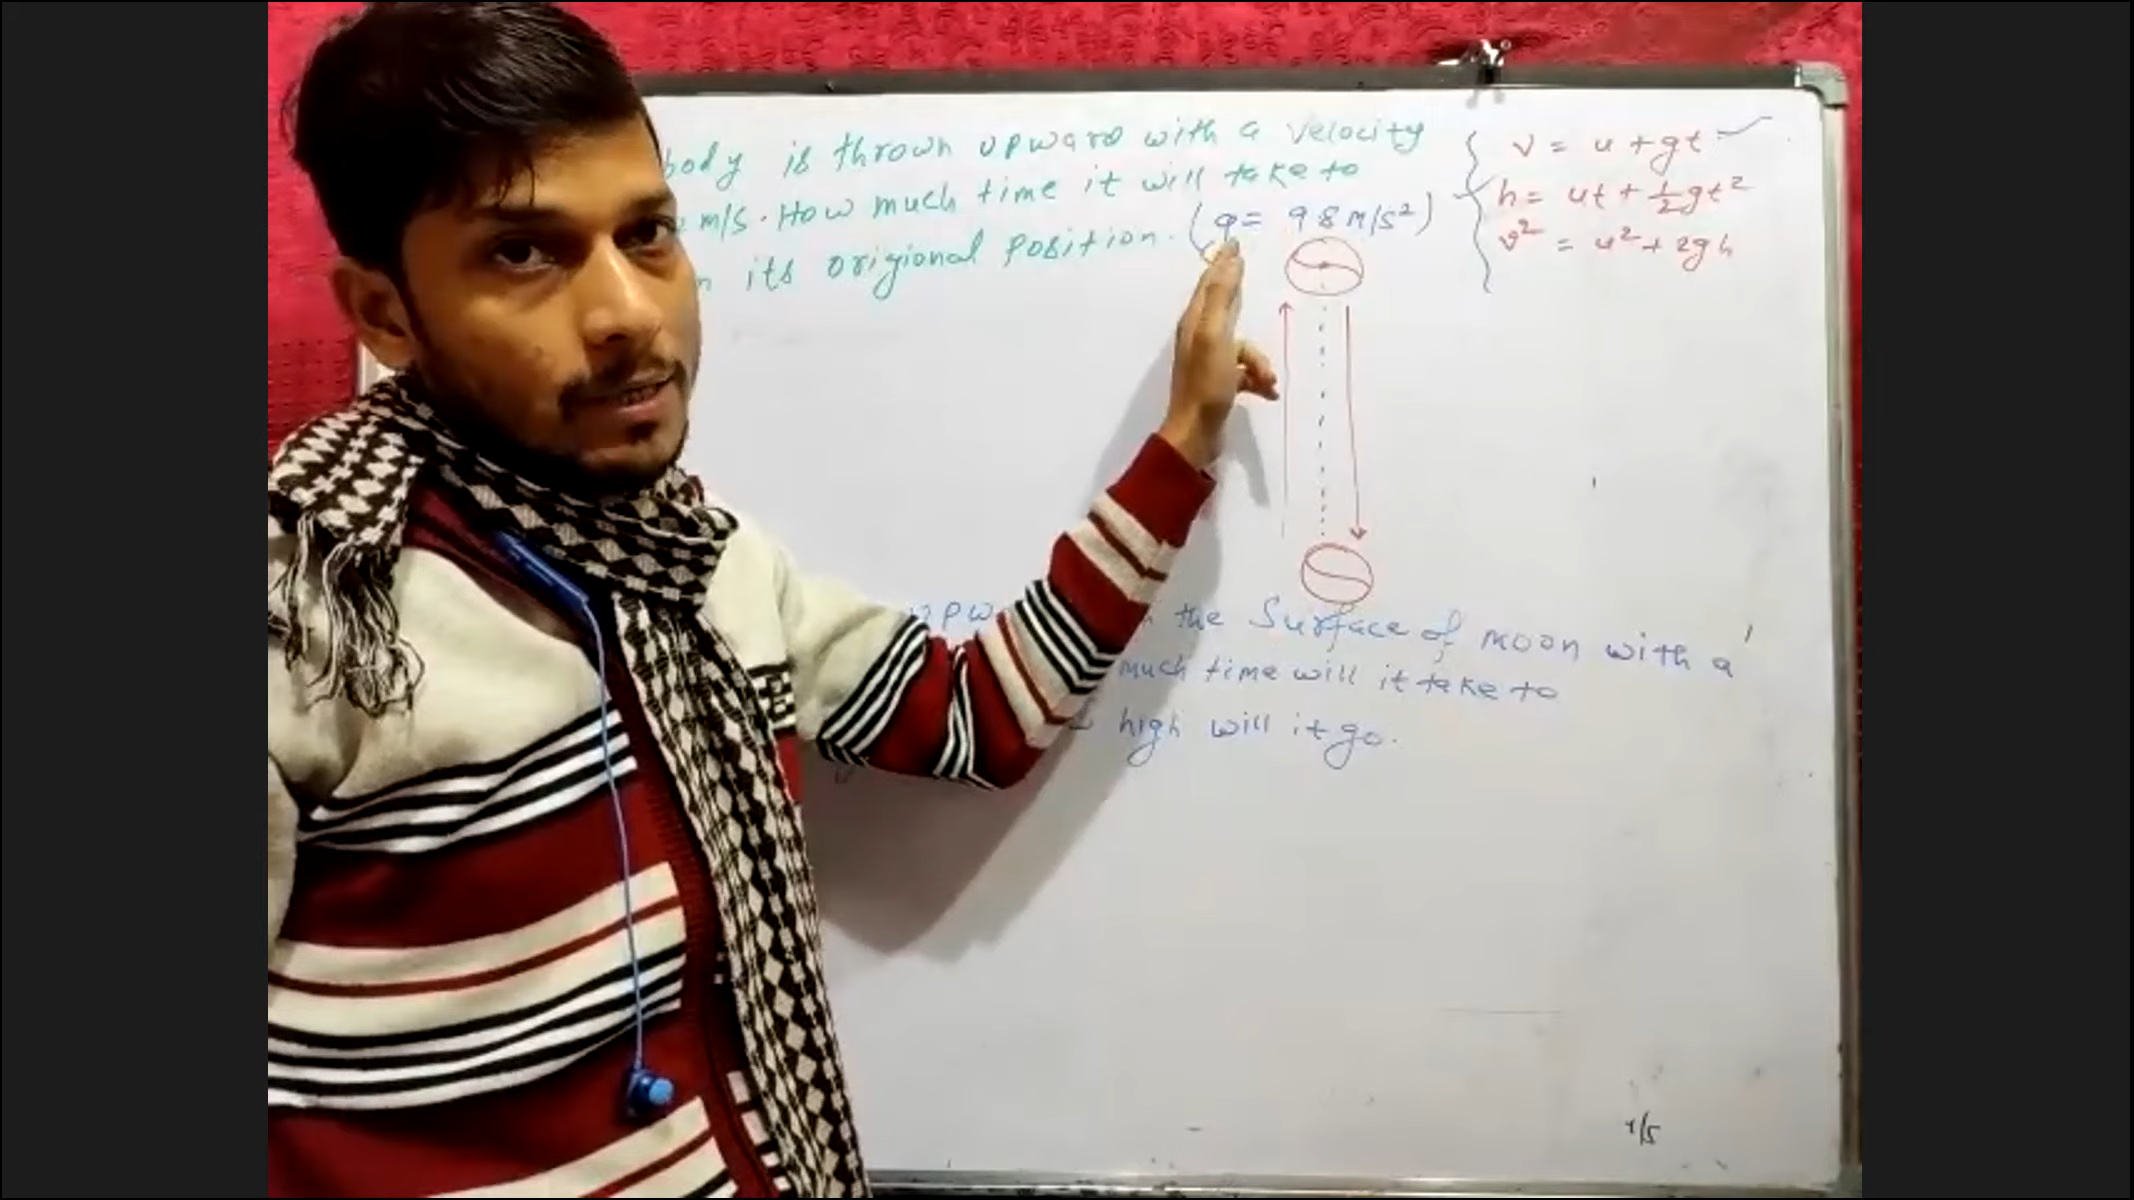 body is thrown upward with a velocity
m/s. How much time it will take to
its origional position. (g = 9.8 m/s²)
v = u + gt
h = ut + ½gt²
v² = u² + 2gh
upw the Surface of moon with a
much time will it take to
high will it go.